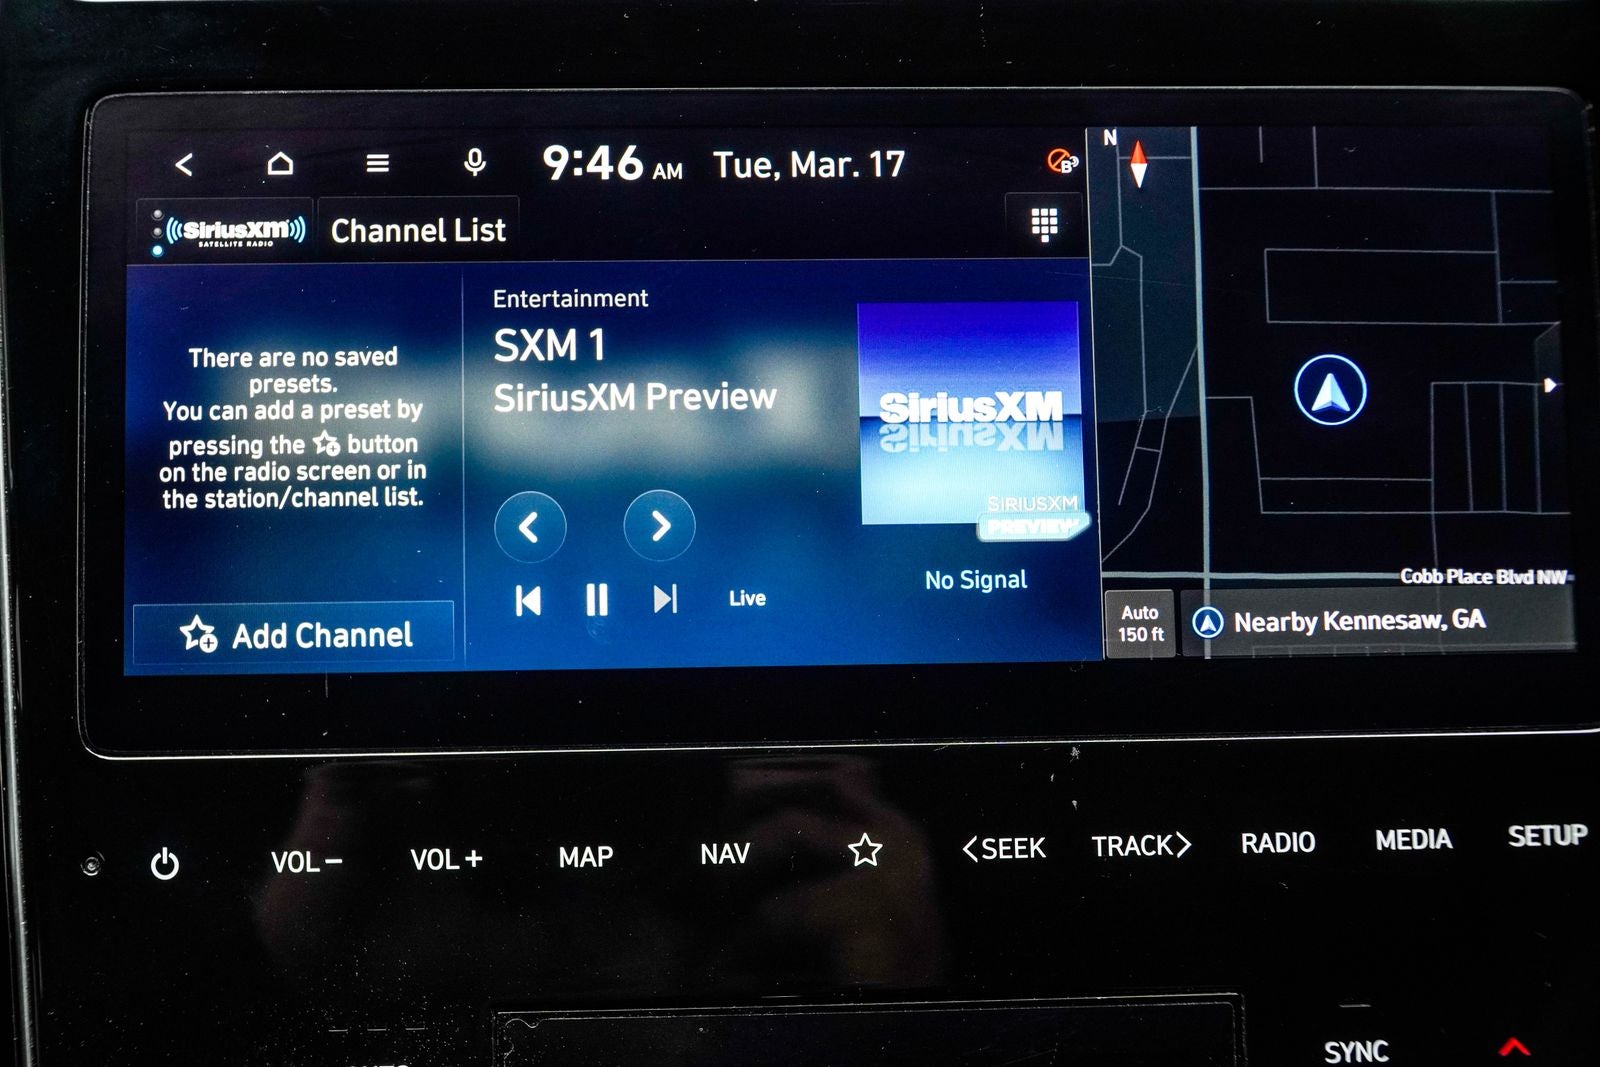 9:46 AM Tue, Mar. 17
N
SiriusXM
SATELLITE RADIO
Channel List
There are no saved
presets.
You can add a preset by
pressing the button
on the radio screen or in
the station/channel list.
Add Channel
Entertainment
SXM 1
SiriusXM Preview
Live
SiriusXM
SIRIUSXM
PREVIEW
No Signal
Cobb Place Blvd NW
Auto
150 ft
Nearby Kennesaw, GA
VOL− VOL+ MAP NAV <SEEK TRACK> RADIO MEDIA SETUP
SYNC